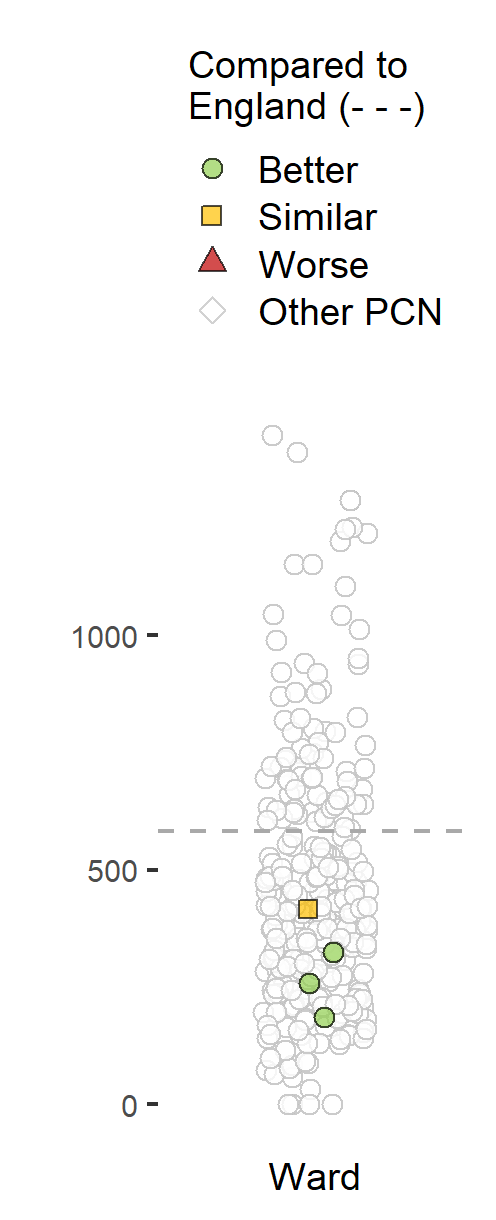 Compared to
England (- - -)
Better
Similar
Worse
Other PCN
1000
500
0
Ward